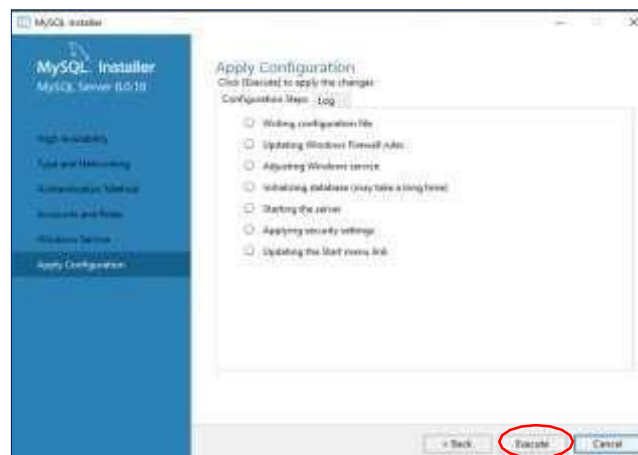 MySQL Installer
MySQL. Installer
MySQL Server 8.0.18
High Availability
Type and Networking
Authentication Method
Accounts and Roles
Windows Service
Apply Configuration
Apply Configuration
Click [Execute] to apply the changes
Configuration Steps Log
Writing configuration file
Updating Windows Firewall rules
Adjusting Windows service
Initializing database (may take a long time)
Starting the server
Applying security settings
Updating the Start menu link
< Back Execute Cancel